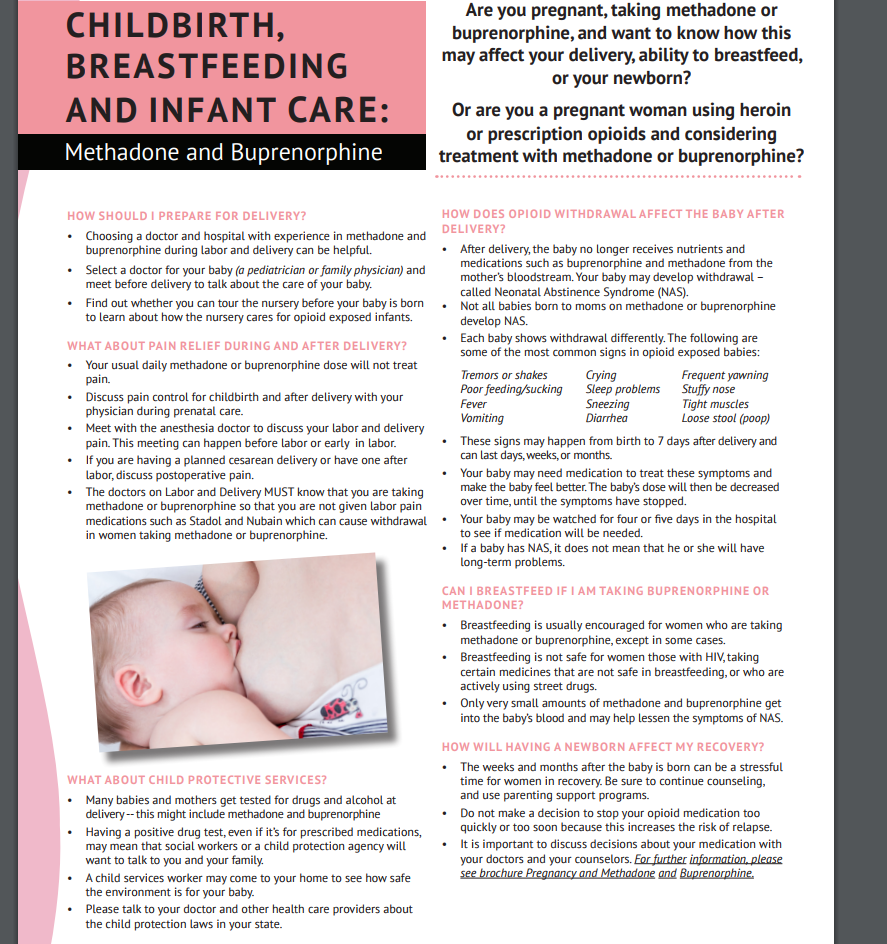 CHILDBIRTH,
BREASTFEEDING
AND INFANT CARE:
Methadone and Buprenorphine
Are you pregnant, taking methadone or
buprenorphine, and want to know how this
may affect your delivery, ability to breastfeed,
or your newborn?
Or are you a pregnant woman using heroin
or prescription opioids and considering
treatment with methadone or buprenorphine?
HOW SHOULD I PREPARE FOR DELIVERY?
• Choosing a doctor and hospital with experience in methadone and
buprenorphine during labor and delivery can be helpful.
• Select a doctor for your baby (a pediatrician or family physician) and
meet before delivery to talk about the care of your baby.
• Find out whether you can tour the nursery before your baby is born
to learn about how the nursery cares for opioid exposed infants.
WHAT ABOUT PAIN RELIEF DURING AND AFTER DELIVERY?
• Your usual daily methadone or buprenorphine dose will not treat
pain.
• Discuss pain control for childbirth and after delivery with your
physician during prenatal care.
• Meet with the anesthesia doctor to discuss your labor and delivery
pain. This meeting can happen before labor or early in labor.
• If you are having a planned cesarean delivery or have one after
labor, discuss postoperative pain.
• The doctors on Labor and Delivery MUST know that you are taking
methadone or buprenorphine so that you are not given labor pain
medications such as Stadol and Nubain which can cause withdrawal
in women taking methadone or buprenorphine.
WHAT ABOUT CHILD PROTECTIVE SERVICES?
• Many babies and mothers get tested for drugs and alcohol at
delivery -- this might include methadone and buprenorphine
• Having a positive drug test, even if it's for prescribed medications,
may mean that social workers or a child protection agency will
want to talk to you and your family.
• A child services worker may come to your home to see how safe
the environment is for your baby.
• Please talk to your doctor and other health care providers about
the child protection laws in your state.
HOW DOES OPIOID WITHDRAWAL AFFECT THE BABY AFTER
DELIVERY?
• After delivery, the baby no longer receives nutrients and
medications such as buprenorphine and methadone from the
mother's bloodstream. Your baby may develop withdrawal –
called Neonatal Abstinence Syndrome (NAS).
• Not all babies born to moms on methadone or buprenorphine
develop NAS.
• Each baby shows withdrawal differently. The following are
some of the most common signs in opioid exposed babies:
Tremors or shakes Crying Frequent yawning
Poor feeding/sucking Sleep problems Stuffy nose
Fever Sneezing Tight muscles
Vomiting Diarrhea Loose stool (poop)
• These signs may happen from birth to 7 days after delivery and
can last days, weeks, or months.
• Your baby may need medication to treat these symptoms and
make the baby feel better. The baby's dose will then be decreased
over time, until the symptoms have stopped.
• Your baby may be watched for four or five days in the hospital
to see if medication will be needed.
• If a baby has NAS, it does not mean that he or she will have
long-term problems.
CAN I BREASTFEED IF I AM TAKING BUPRENORPHINE OR
METHADONE?
• Breastfeeding is usually encouraged for women who are taking
methadone or buprenorphine, except in some cases.
• Breastfeeding is not safe for women those with HIV, taking
certain medicines that are not safe in breastfeeding, or who are
actively using street drugs.
• Only very small amounts of methadone and buprenorphine get
into the baby's blood and may help lessen the symptoms of NAS.
HOW WILL HAVING A NEWBORN AFFECT MY RECOVERY?
• The weeks and months after the baby is born can be a stressful
time for women in recovery. Be sure to continue counseling,
and use parenting support programs.
• Do not make a decision to stop your opioid medication too
quickly or too soon because this increases the risk of relapse.
• It is important to discuss decisions about your medication with
your doctors and your counselors. For further information, please
see brochure Pregnancy and Methadone and Buprenorphine.